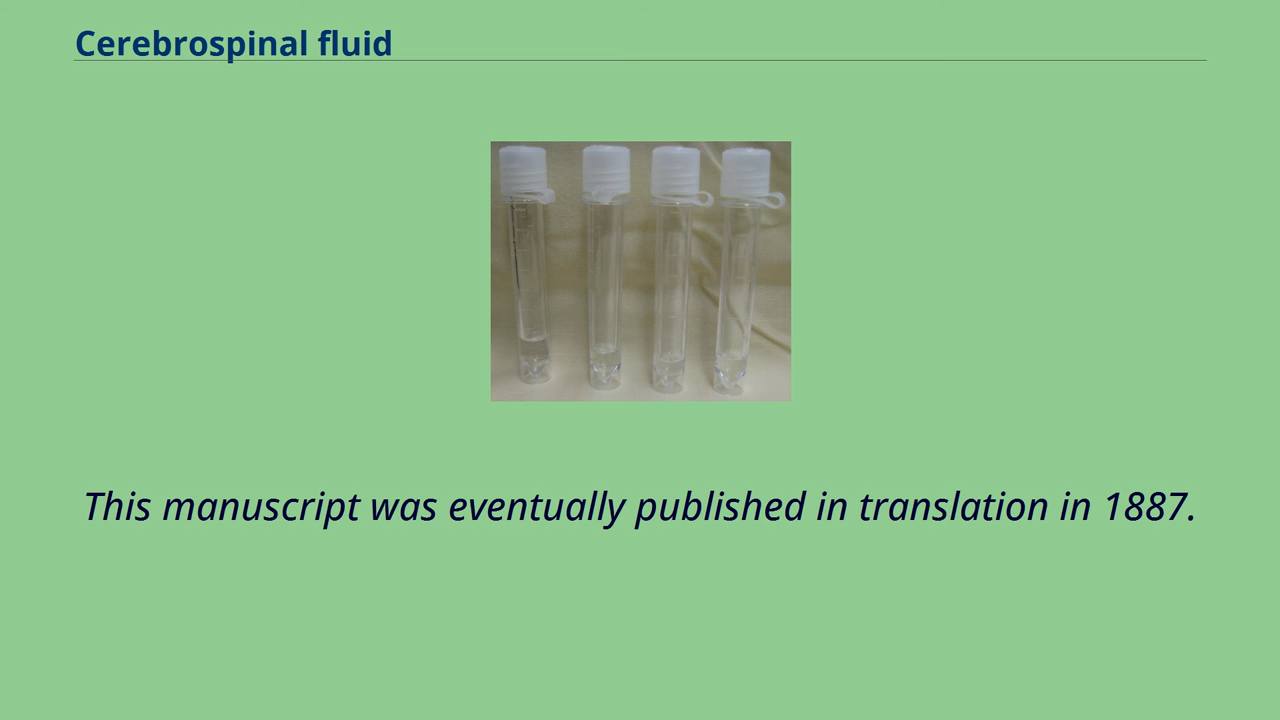 Cerebrospinal fluid
This manuscript was eventually published in translation in 1887.